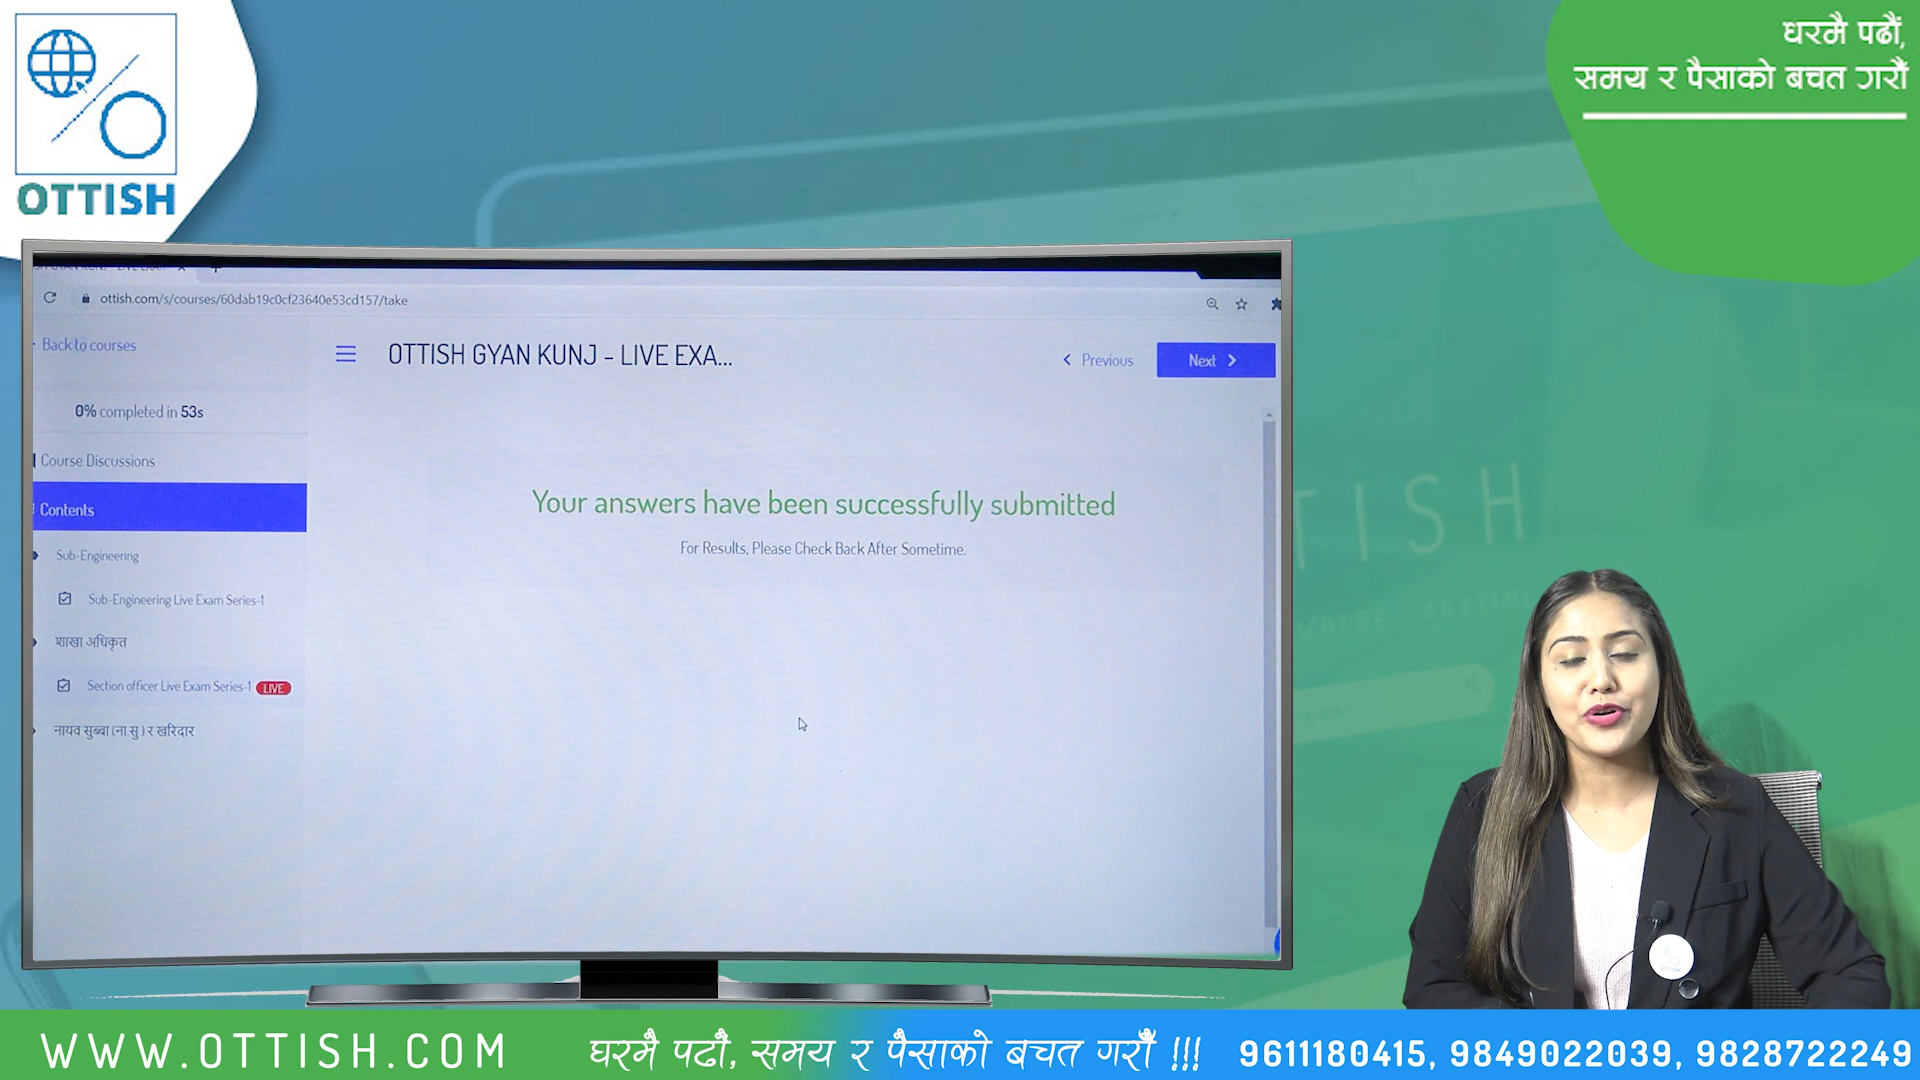 OTTISH
घरमै पढौं,
समय र पैसाको बचत गरौं
ottish.com/s/courses/60dab19c0cf23640e53cd157/take
Back to courses
OTTISH GYAN KUNJ - LIVE EXA...
Previous
Next
0% completed in 53s
Course Discussions
Contents
Your answers have been successfully submitted
For Results, Please Check Back After Sometime.
Sub-Engineering
Sub-Engineering Live Exam Series-1
शाखा अधिकृत
Section officer Live Exam Series-1 LIVE
नायव सुब्बा (ना.सु ) र खरिदार
TISH
OTTISH
WWW.OTTISH.COM
घरमै पढौं, समय र पैसाको बचत गरौं !!!
9611180415, 9849022039, 9828722249